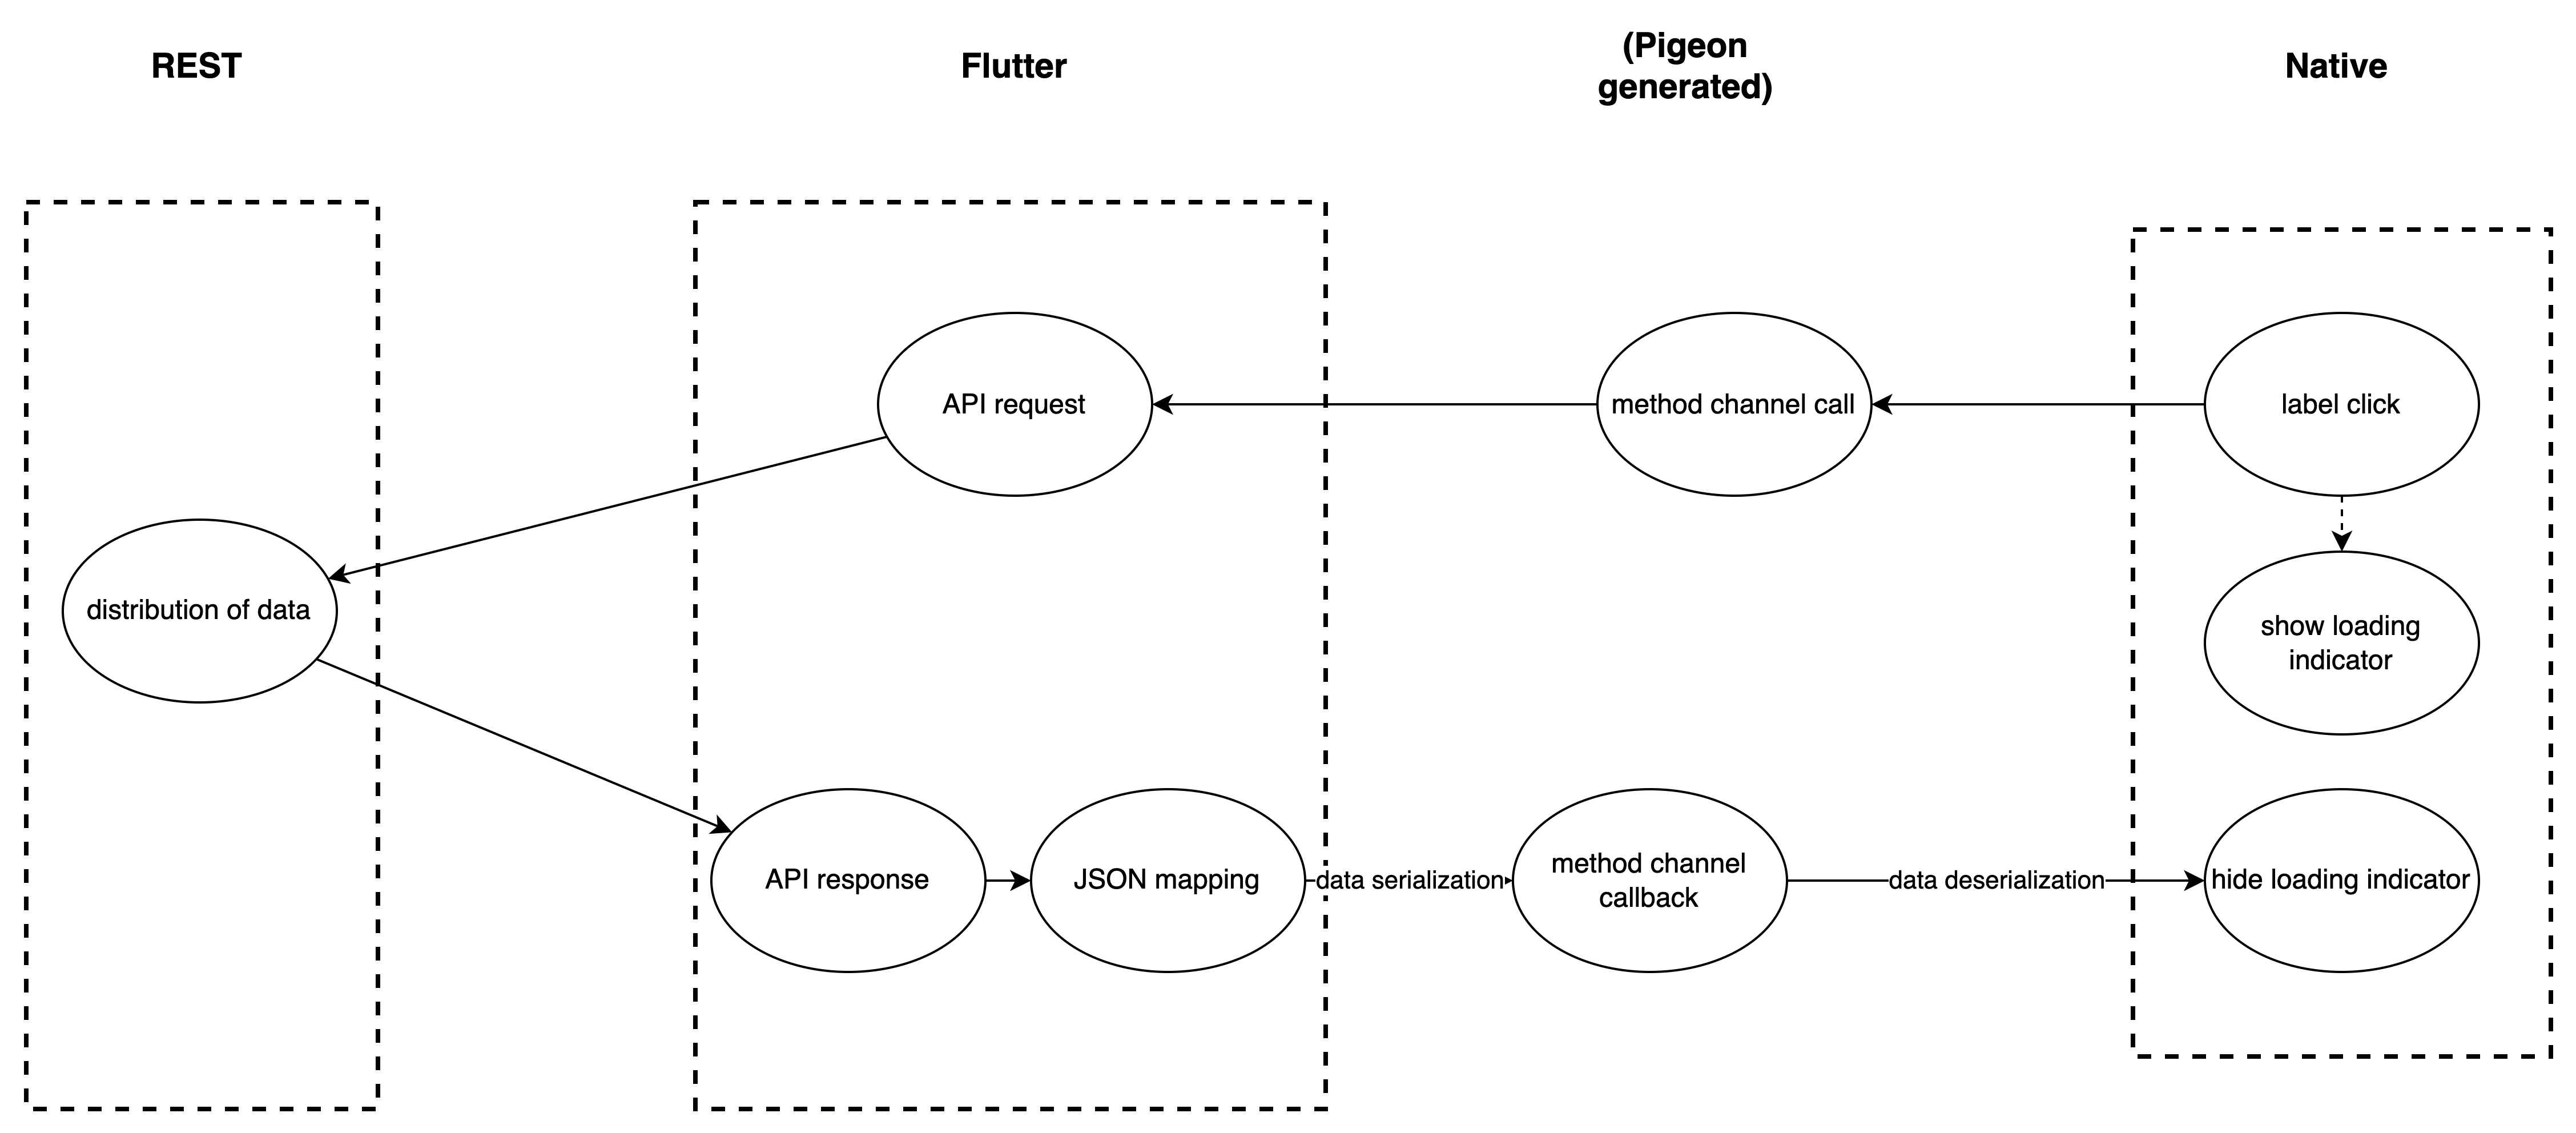 REST
Flutter
(Pigeon
generated)
Native
API request
method channel call
label click
distribution of data
show loading
indicator
API response
JSON mapping
data serialization
method channel
callback
data deserialization
hide loading indicator